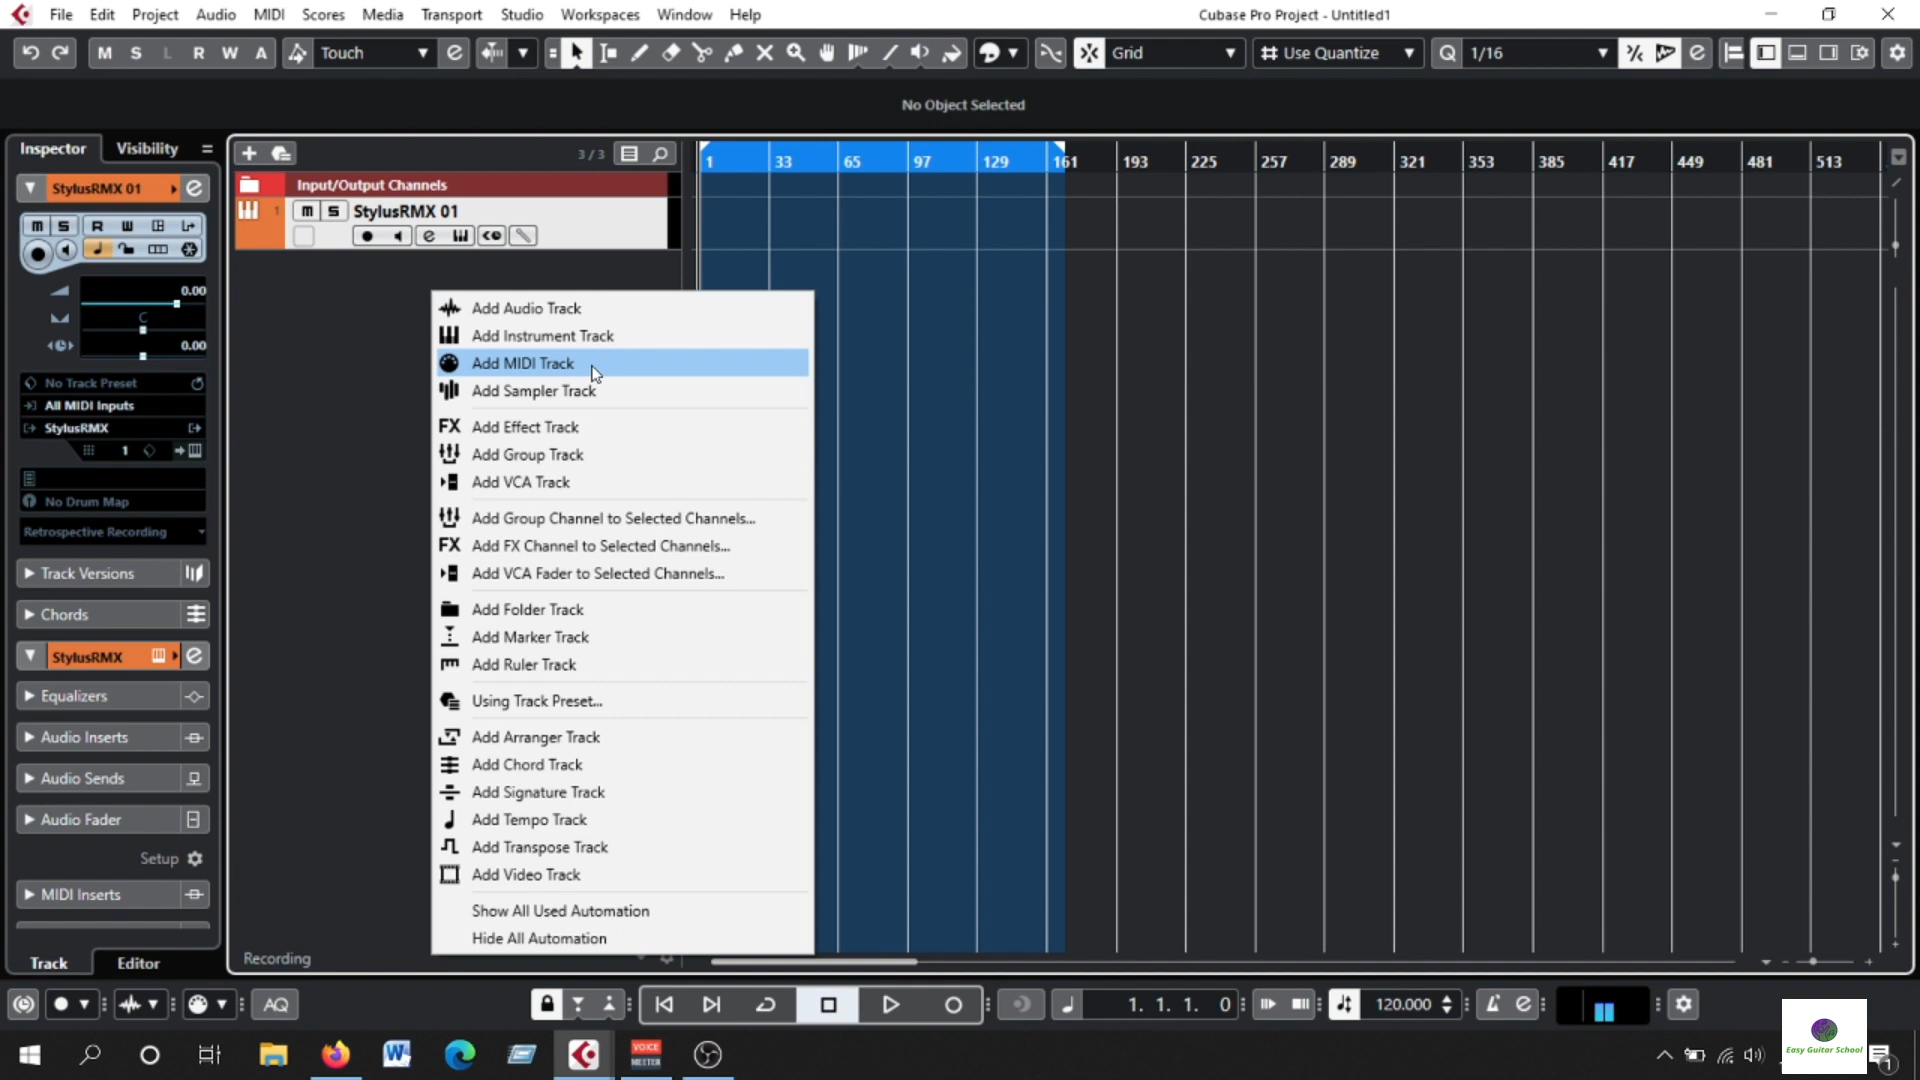 File Edit Project Audio MIDI Scores Media Transport Studio Workspaces Window Help
Cubase Pro Project - Untitled1
M S L R W A Touch
Grid
Use Quantize
Q 1/16
No Object Selected
Inspector Visibility
StylusRMX 01
m S R W
0.00
C
0.00
No Track Preset
All MIDI Inputs
StylusRMX
1
No Drum Map
Retrospective Recording
Track Versions
Chords
StylusRMX
Equalizers
Audio Inserts
Audio Sends
Audio Fader
Setup
MIDI Inserts
Track Editor
3 / 3
Input/Output Channels
1 m S StylusRMX 01
1 33 65 97 129 161 193 225 257 289 321 353 385 417 449 481 513
Add Audio Track
Add Instrument Track
Add MIDI Track
Add Sampler Track
FX Add Effect Track
Add Group Track
Add VCA Track
Add Group Channel to Selected Channels...
FX Add FX Channel to Selected Channels...
Add VCA Fader to Selected Channels...
Add Folder Track
Add Marker Track
Add Ruler Track
Using Track Preset...
Add Arranger Track
Add Chord Track
Add Signature Track
Add Tempo Track
Add Transpose Track
Add Video Track
Show All Used Automation
Hide All Automation
Recording
AQ
1. 1. 1. 0
120.000
VOICE
MEETER
Easy Guitar School
1